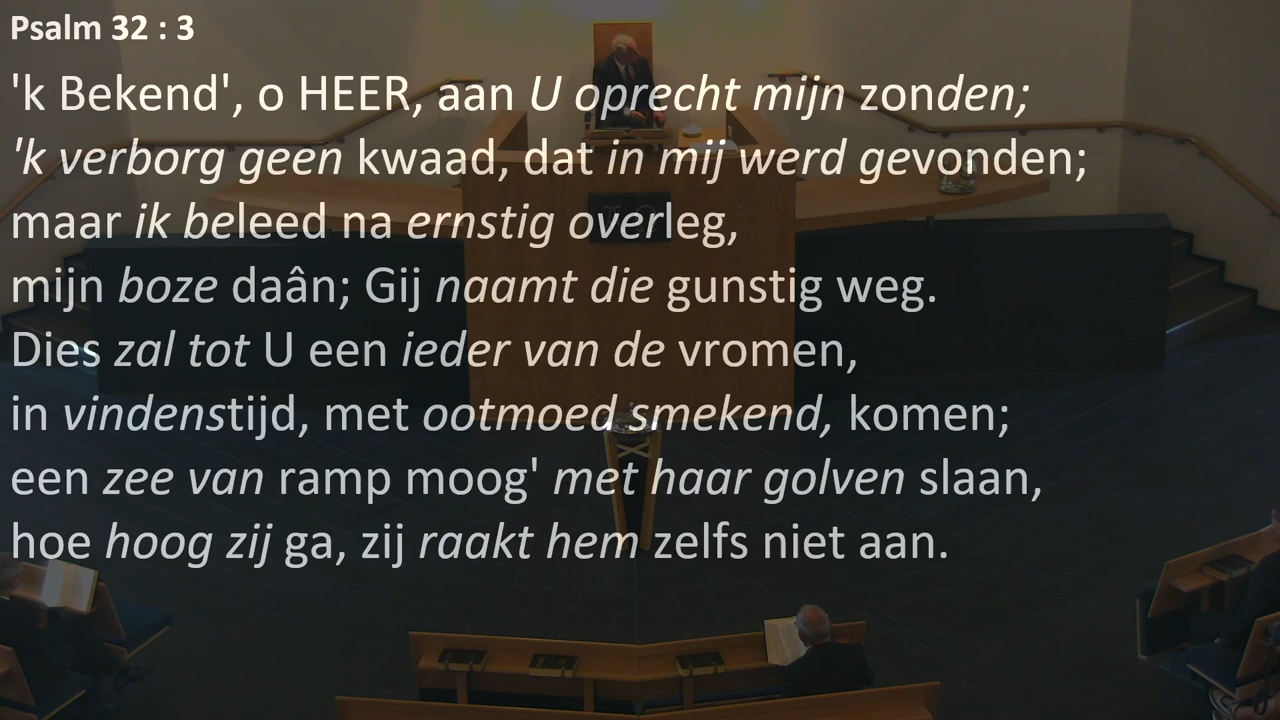 Psalm 32 : 3
'k Bekend', o HEER, aan U oprecht mijn zonden;
'k verborg geen kwaad, dat in mij werd gevonden;
maar ik beleed na ernstig overleg,
mijn boze daân; Gij naamt die gunstig weg.
Dies zal tot U een ieder van de vromen,
in vindenstijd, met ootmoed smekend, komen;
een zee van ramp moog' met haar golven slaan,
hoe hoog zij ga, zij raakt hem zelfs niet aan.